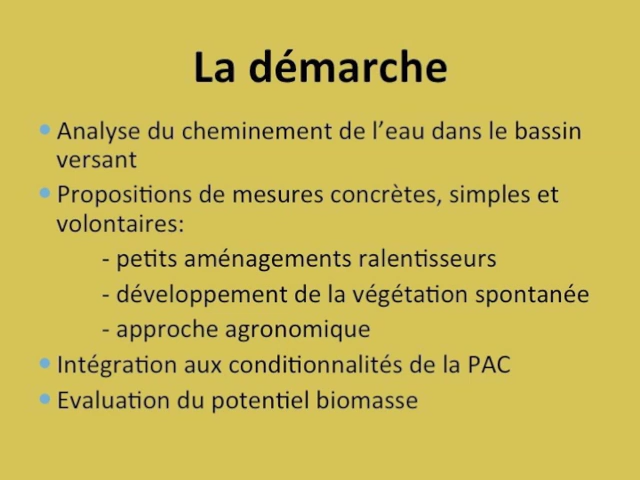 La démarche
• Analyse du cheminement de l’eau dans le bassin
versant
• Propositions de mesures concrètes, simples et
volontaires:
- petits aménagements ralentisseurs
- développement de la végétation spontanée
- approche agronomique
• Intégration aux conditionnalités de la PAC
• Evaluation du potentiel biomasse